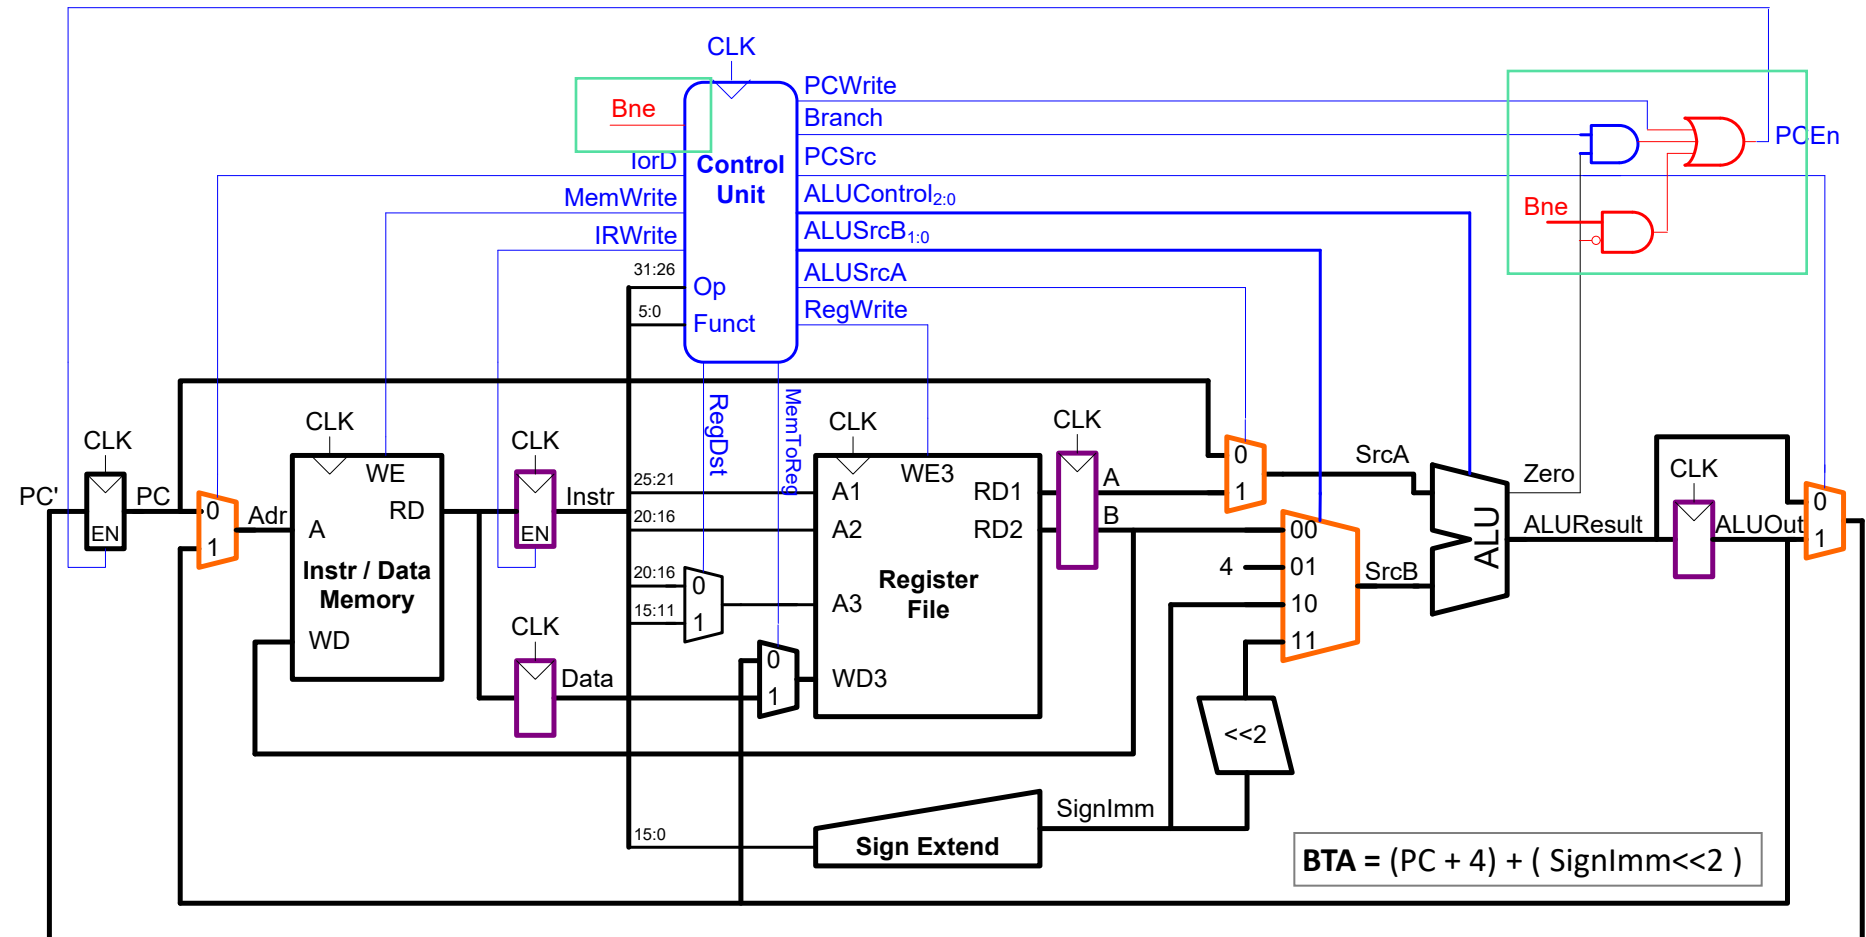 CLK
PCWrite
Bne
Branch
PCEn
IorD
Control
Unit
PCSrc
MemWrite
ALUControl2:0
Bne
IRWrite
ALUSrcB1:0
31:26
Op
ALUSrcA
5:0
Funct
RegWrite
RegDst
MemToReg
CLK
CLK
CLK
CLK
CLK
CLK
PC'
EN
PC
0
1
Adr
WE
RD
A
Instr / Data
Memory
WD
EN
Instr
25:21
20:16
20:16
15:11
0
1
CLK
Data
0
1
WE3
A1
A2
A3
WD3
RD1
RD2
Register
File
A
B
0
1
SrcA
00
4
01
10
11
SrcB
ALU
Zero
ALUResult
ALUOut
0
1
<<2
15:0
Sign Extend
SignImm
BTA = (PC + 4) + ( SignImm<<2 )